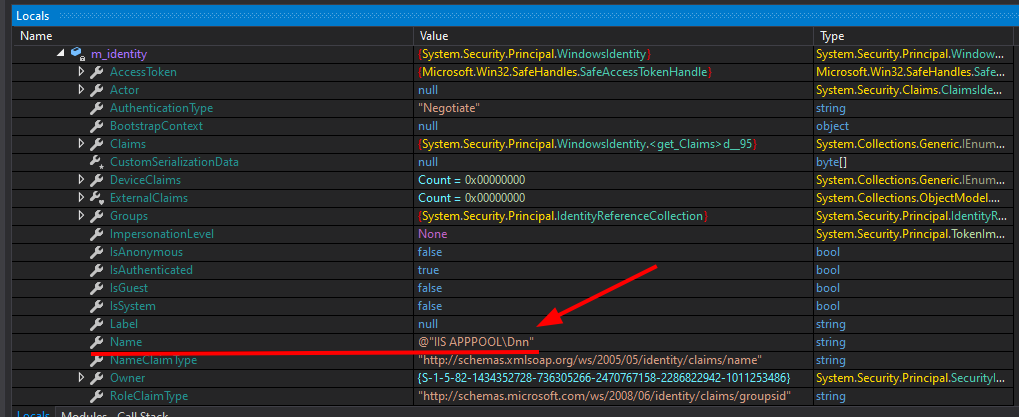 Locals
Name Value Type
m_identity {System.Security.Principal.WindowsIdentity} System.Security.Principal.Window...
AccessToken {Microsoft.Win32.SafeHandles.SafeAccessTokenHandle} Microsoft.Win32.SafeHandles.Safe...
Actor null System.Security.Claims.ClaimsIde...
AuthenticationType "Negotiate" string
BootstrapContext null object
Claims {System.Security.Principal.WindowsIdentity.<get_Claims>d__95} System.Collections.Generic.IEnum...
CustomSerializationData null byte[]
DeviceClaims Count = 0x00000000 System.Collections.Generic.IEnum...
ExternalClaims Count = 0x00000000 System.Collections.ObjectModel....
Groups {System.Security.Principal.IdentityReferenceCollection} System.Security.Principal.IdentityR...
ImpersonationLevel None System.Security.Principal.TokenIm...
IsAnonymous false bool
IsAuthenticated true bool
IsGuest false bool
IsSystem false bool
Label null string
Name @"IIS APPPOOL\Dnn" string
NameClaimType "http://schemas.xmlsoap.org/ws/2005/05/identity/claims/name" string
Owner {S-1-5-82-1434352728-736305266-2470767158-2286822942-1011253486} System.Security.Principal.SecurityI...
RoleClaimType "http://schemas.microsoft.com/ws/2008/06/identity/claims/groupsid" string
Locals Modules Call Stack